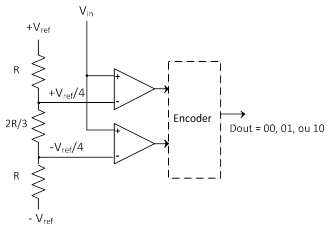 V_in
+V_ref
R
+V_ref/4
+
-
2R/3
Encoder
Dout = 00, 01, ou 10
+
-V_ref/4
-
R
- V_ref